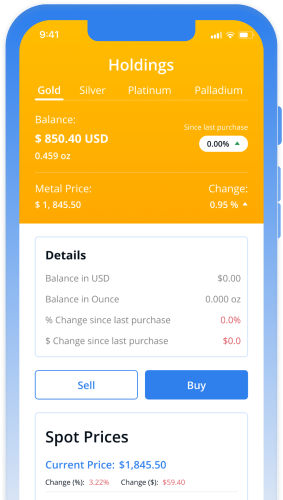 9:41
Holdings
Gold Silver Platinum Palladium
Balance:
$ 850.40 USD
0.459 oz
Since last purchase
0.00%
Metal Price: Change:
$ 1, 845.50 0.95 %
Details
Balance in USD $0.00
Balance in Ounce 0.000 oz
% Change since last purchase 0.0%
$ Change since last purchase $0.0
Sell Buy
Spot Prices
Current Price: $1,845.50
Change (%): 3.22% Change ($): $59.40